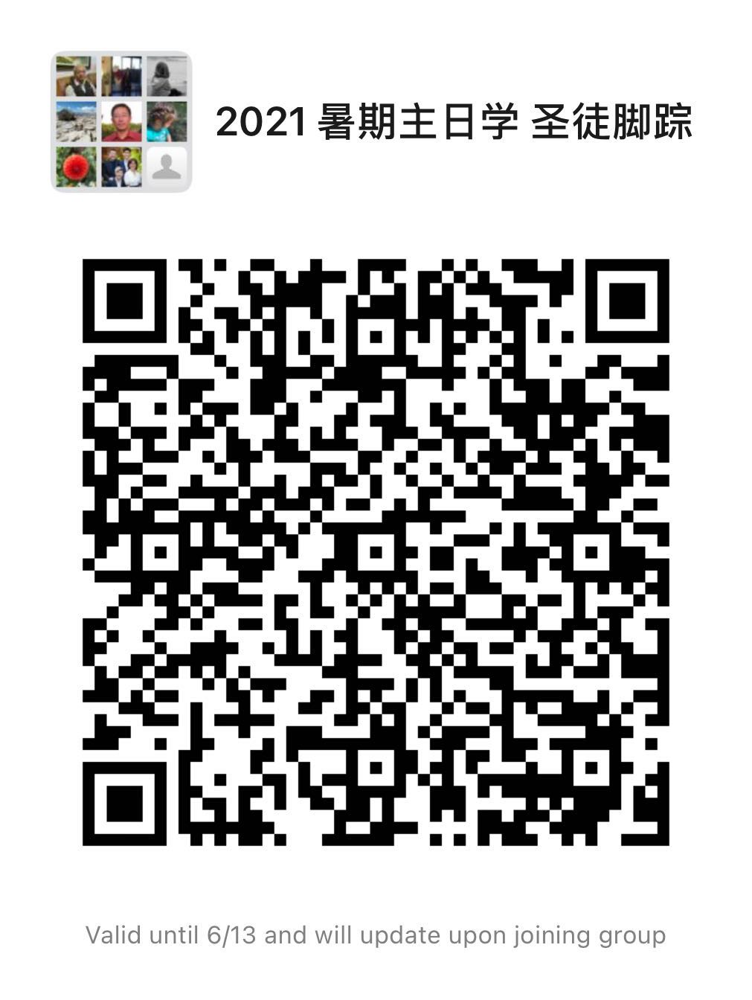 2021 暑期主日学 圣徒脚踪
Valid until 6/13 and will update upon joining group